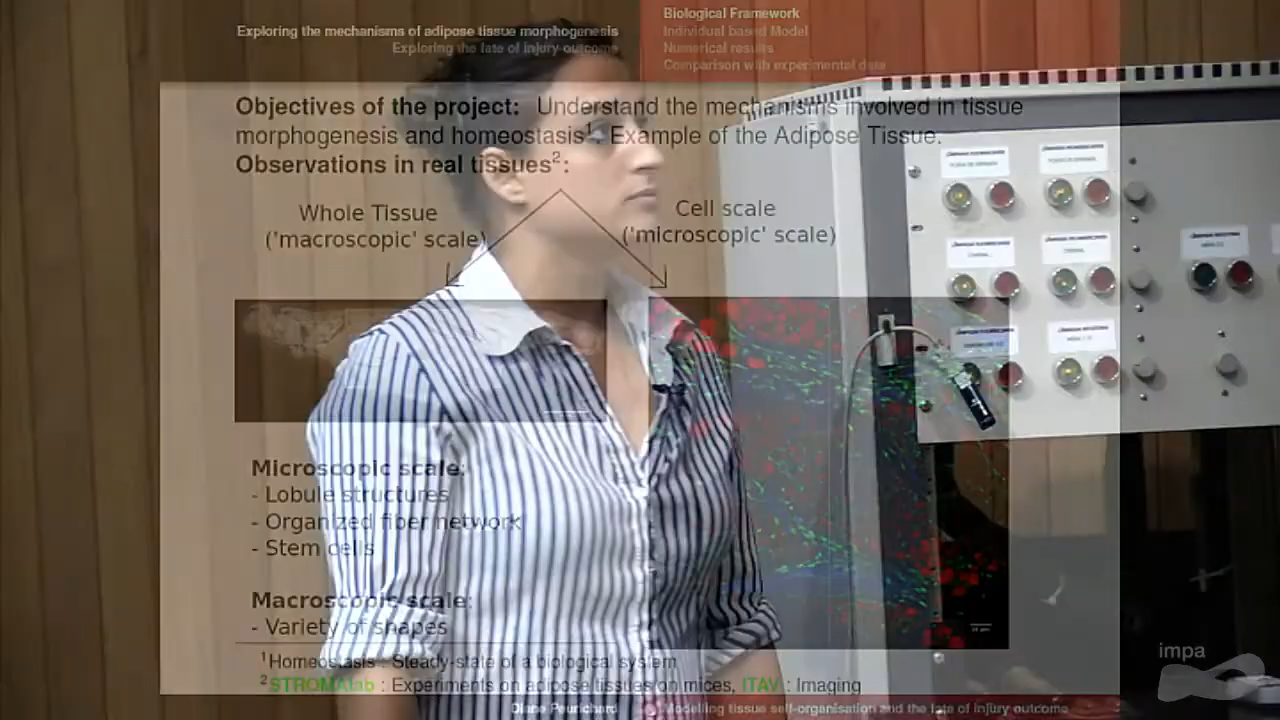 Exploring the mechanisms of adipose tissue morphogenesis
Exploring the fate of injury outcome
Biological Framework
Individual based Model
Numerical results
Comparison with experimental data
Objectives of the project: Understand the mechanisms involved in tissue
morphogenesis and homeostasis¹. Example of the Adipose Tissue.
Observations in real tissues²:
Whole Tissue
('macroscopic' scale)
Cell scale
('microscopic' scale)
Microscopic scale:
- Lobule structures
- Organized fiber network
- Stem cells
Macroscopic scale:
- Variety of shapes
¹Homeostasis : Steady-state of a biological system
²STROMAlab : Experiments on adipose tissues on mices, ITAV : Imaging
Diane Peurichard
Modelling tissue self-organisation and the fate of injury outcome
impa